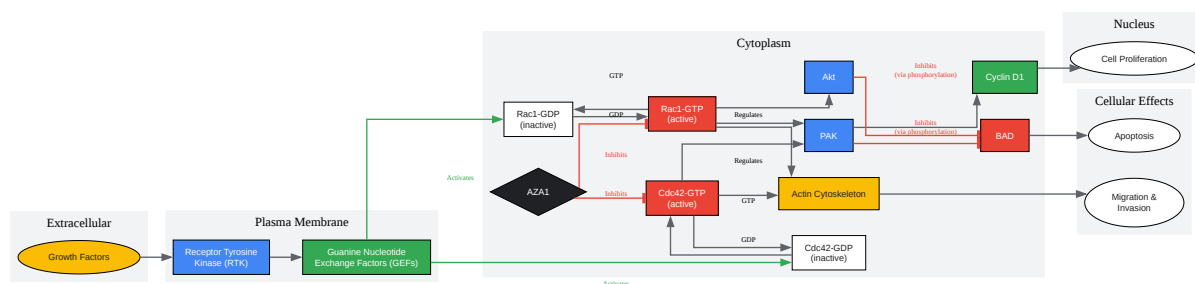 Nucleus
Cell Proliferation
Cytoplasm
Inhibits
(via phosphorylation)
Akt
Cyclin D1
GTP
Cellular Effects
Rac1-GDP
(inactive)
GDP
Rac1-GTP
(active)
Regulates
PAK
Inhibits
(via phosphorylation)
BAD
Apoptosis
Inhibits
Regulates
Activates
AZA1
Inhibits
Cdc42-GTP
(active)
GTP
Actin Cytoskeleton
Migration &
Invasion
Extracellular
Plasma Membrane
Growth Factors
Receptor Tyrosine
Kinase (RTK)
Guanine Nucleotide
Exchange Factors (GEFs)
GDP
Cdc42-GDP
(inactive)
Activates